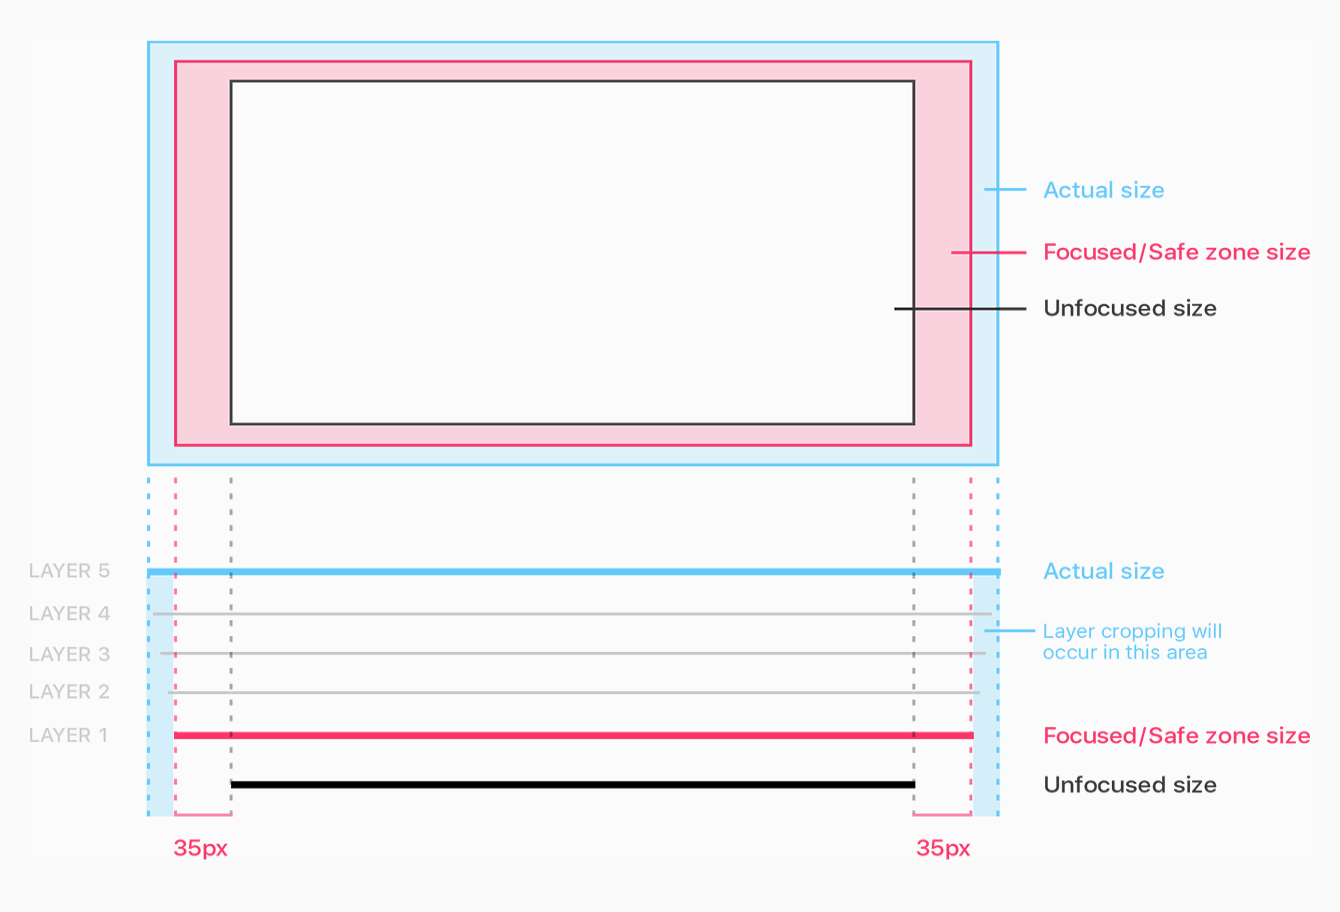 Actual size
Focused/Safe zone size
Unfocused size
LAYER 5
Actual size
LAYER 4
Layer cropping will
occur in this area
LAYER 3
LAYER 2
LAYER 1
Focused/Safe zone size
Unfocused size
35px
35px